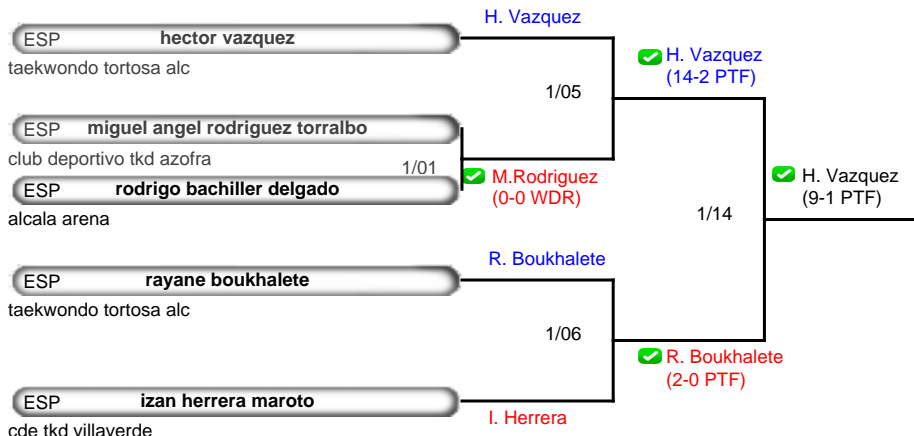 H. Vazquez
ESP hector vazquez
taekwondo tortosa alc
H. Vazquez
(14-2 PTF)
1/05
ESP miguel angel rodriguez torralbo
club deportivo tkd azofra
1/01
M.Rodriguez
(0-0 WDR)
H. Vazquez
(9-1 PTF)
ESP rodrigo bachiller delgado
alcala arena
1/14
R. Boukhalete
ESP rayane boukhalete
taekwondo tortosa alc
1/06
R. Boukhalete
(2-0 PTF)
ESP izan herrera maroto
I. Herrera
cde tkd villaverde